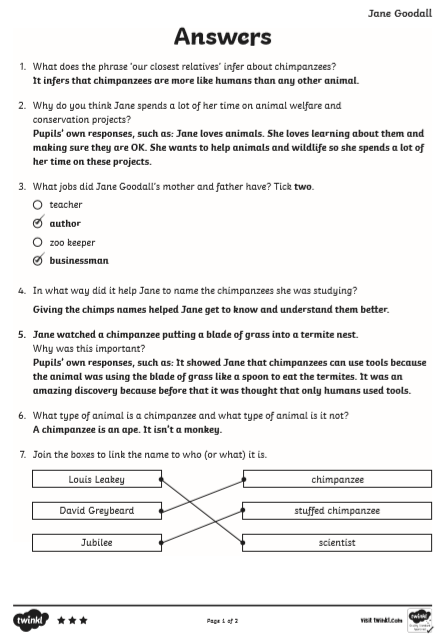 Jane Goodall
Answers
1. What does the phrase 'our closest relatives' infer about chimpanzees?
It infers that chimpanzees are more like humans than any other animal.
2. Why do you think Jane spends a lot of her time on animal welfare and
conservation projects?
Pupils' own responses, such as: Jane loves animals. She loves learning about them and
making sure they are OK. She wants to help animals and wildlife so she spends a lot of
her time on these projects.
3. What jobs did Jane Goodall's mother and father have? Tick two.
teacher
author
zoo keeper
businessman
4. In what way did it help Jane to name the chimpanzees she was studying?
Giving the chimps names helped Jane get to know and understand them better.
5. Jane watched a chimpanzee putting a blade of grass into a termite nest.
Why was this important?
Pupils' own responses, such as: It showed Jane that chimpanzees can use tools because
the animal was using the blade of grass like a spoon to eat the termites. It was an
amazing discovery because before that it was thought that only humans used tools.
6. What type of animal is a chimpanzee and what type of animal is it not?
A chimpanzee is an ape. It isn't a monkey.
7. Join the boxes to link the name to who (or what) it is.
Louis Leakey chimpanzee
David Greybeard stuffed chimpanzee
Jubilee scientist
twinkl Page 1 of 2 visit twinkl.com twinkl